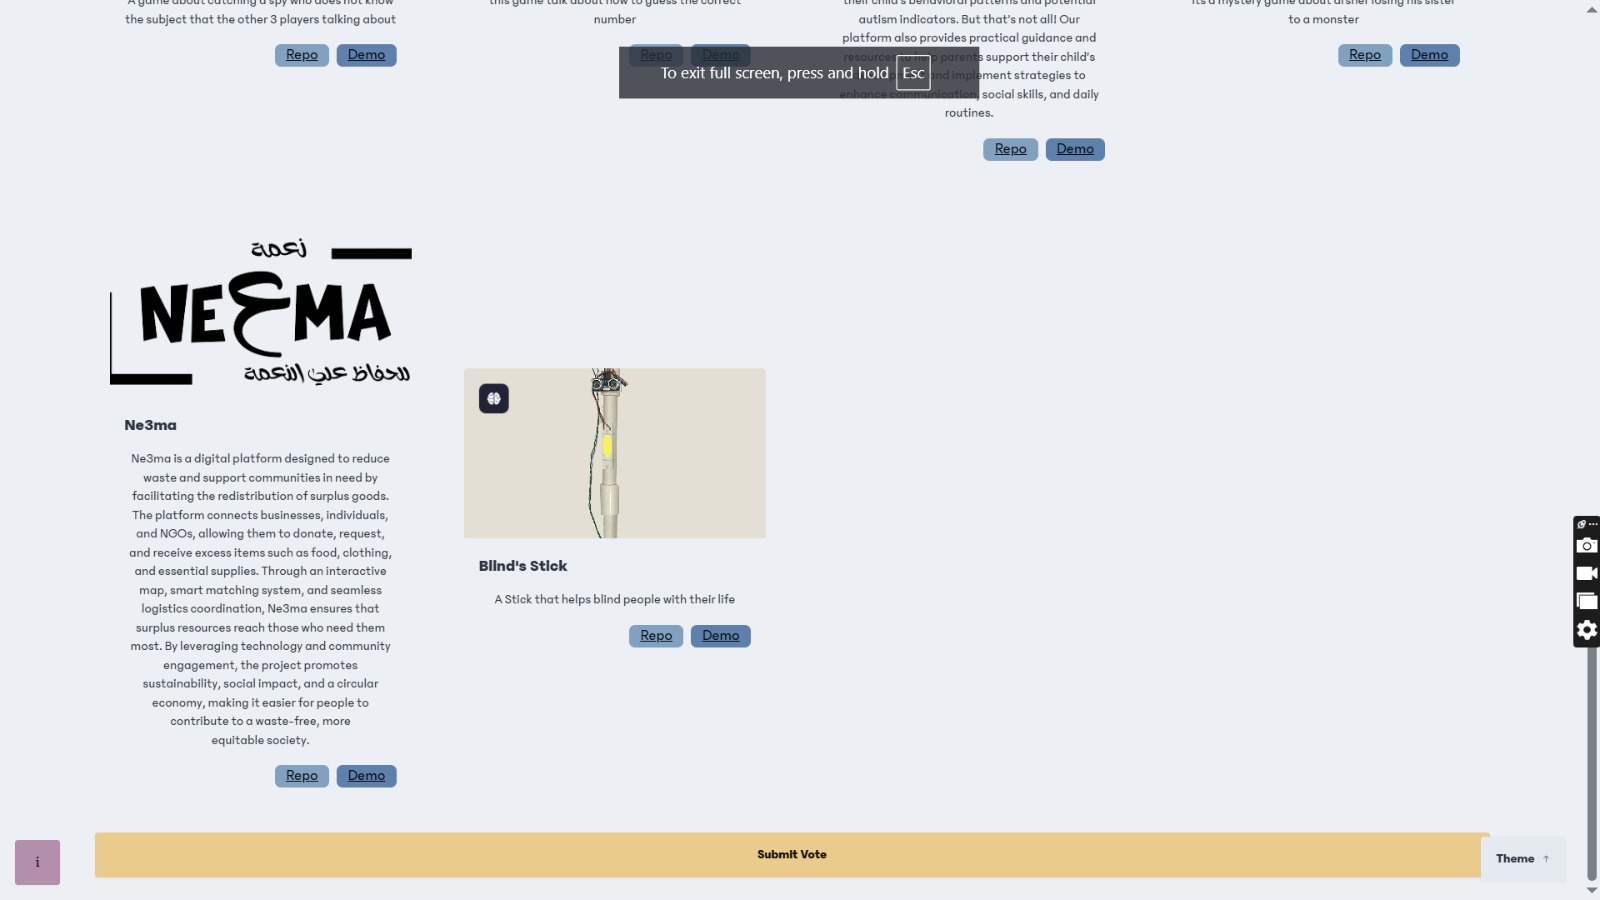 A game about catching a spy who does not know
the subject that the other 3 players talking about
Repo
Demo
this game talk about how to guess the correct
number
Repo
Demo
their child's behavioral patterns and potential
autism indicators. But that's not all! Our
platform also provides practical guidance and
resources to help parents support their child's
and implement strategies to
enhance communication, social skills, and daily
routines.
Repo
Demo
its a mystery game about arsher losing his sister
to a monster
Repo
Demo
To exit full screen, press and hold Esc
نعمة
NEعMA
للحفاظ علي النعمة
Ne3ma
Ne3ma is a digital platform designed to reduce
waste and support communities in need by
facilitating the redistribution of surplus goods.
The platform connects businesses, individuals,
and NGOs, allowing them to donate, request,
and receive excess items such as food, clothing,
and essential supplies. Through an interactive
map, smart matching system, and seamless
logistics coordination, Ne3ma ensures that
surplus resources reach those who need them
most. By leveraging technology and community
engagement, the project promotes
sustainability, social impact, and a circular
economy, making it easier for people to
contribute to a waste-free, more
equitable society.
Repo
Demo
Blind's Stick
A Stick that helps blind people with their life
Repo
Demo
i
Submit Vote
Theme ↑